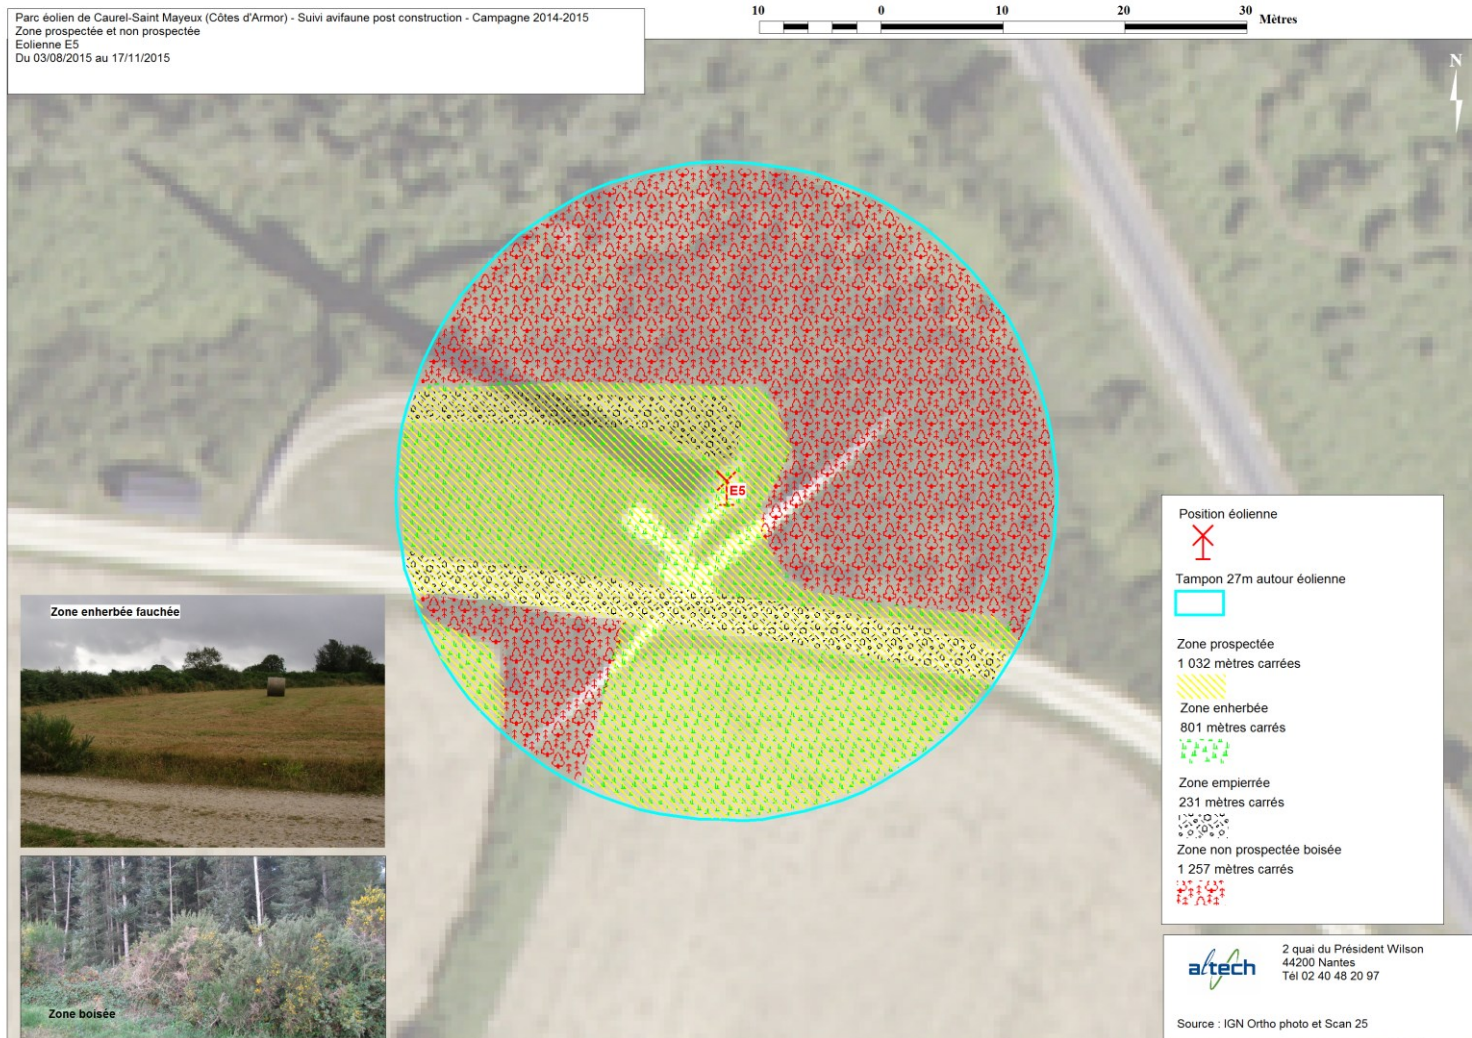 Parc éolien de Caurel-Saint Mayeux (Côtes d'Armor) - Suivi avifaune post construction - Campagne 2014-2015
Zone prospectée et non prospectée
Eolienne E5
Du 03/08/2015 au 17/11/2015
10 0 10 20 30 Mètres
N
E5
Zone enherbée fauchée
Zone boisée
Position éolienne
Tampon 27m autour éolienne
Zone prospectée
1 032 mètres carrées
Zone enherbée
801 mètres carrés
Zone empierrée
231 mètres carrés
Zone non prospectée boisée
1 257 mètres carrés
altech
2 quai du Président Wilson
44200 Nantes
Tél 02 40 48 20 97
Source : IGN Ortho photo et Scan 25